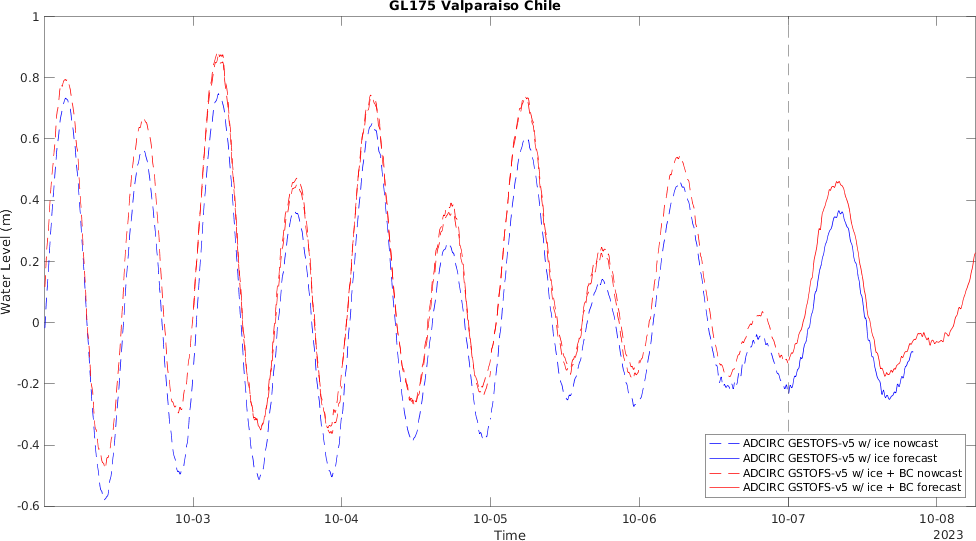 GL175 Valparaiso Chile
1
0.8
0.6
0.4
0.2
0
-0.2
-0.4
-0.6
Water Level (m)
ADCIRC GESTOFS-v5 w/ ice nowcast
ADCIRC GESTOFS-v5 w/ ice forecast
ADCIRC GSTOFS-v5 w/ ice + BC nowcast
ADCIRC GSTOFS-v5 w/ ice + BC forecast
10-03 10-04 10-05 10-06 10-07 10-08
Time
2023